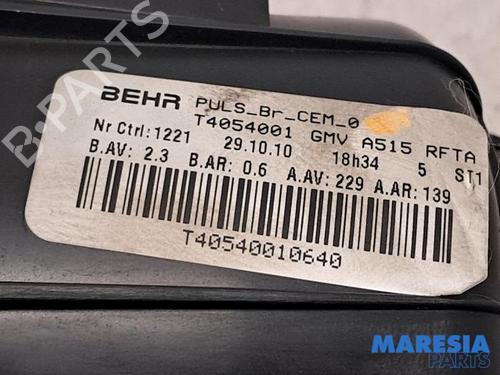 BEHR PULS_Br_CEM_0
T4054001 GMV A515 RFTA
Nr Ctrl:1221 29.10.10 18h34 5 ST1
B.AV: 2.3 B.AR: 0.6 A.AV: 229 A.AR: 139
T40540010640
MARESIA
PARTS